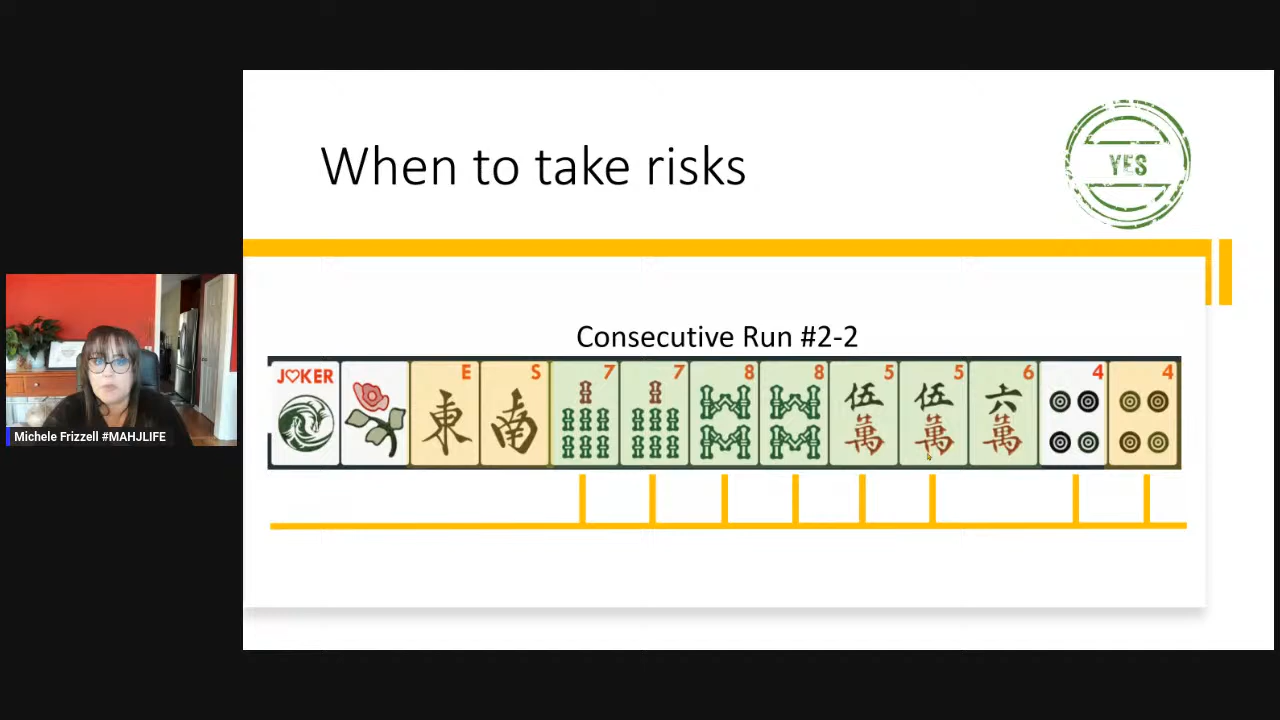 When to take risks
YES
Consecutive Run #2-2
J♡KER E S 7 7 8 8 5 5 6 4 4
東 南 伍萬 伍萬 六萬
Michele Frizzell #MAHJLIFE